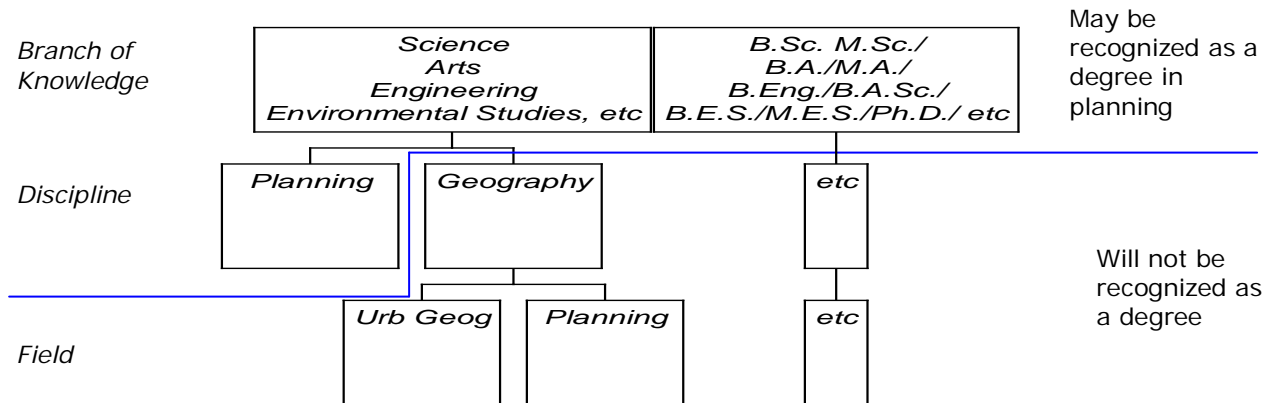 Branch of
Knowledge
Science
Arts
Engineering
Environmental Studies, etc
B.Sc. M.Sc./
B.A./M.A./
B.Eng./B.A.Sc./
B.E.S./M.E.S./Ph.D./ etc
May be
recognized as a
degree in
planning
Discipline
Planning
Geography
etc
Will not be
recognized as
a degree
Field
Urb Geog
Planning
etc